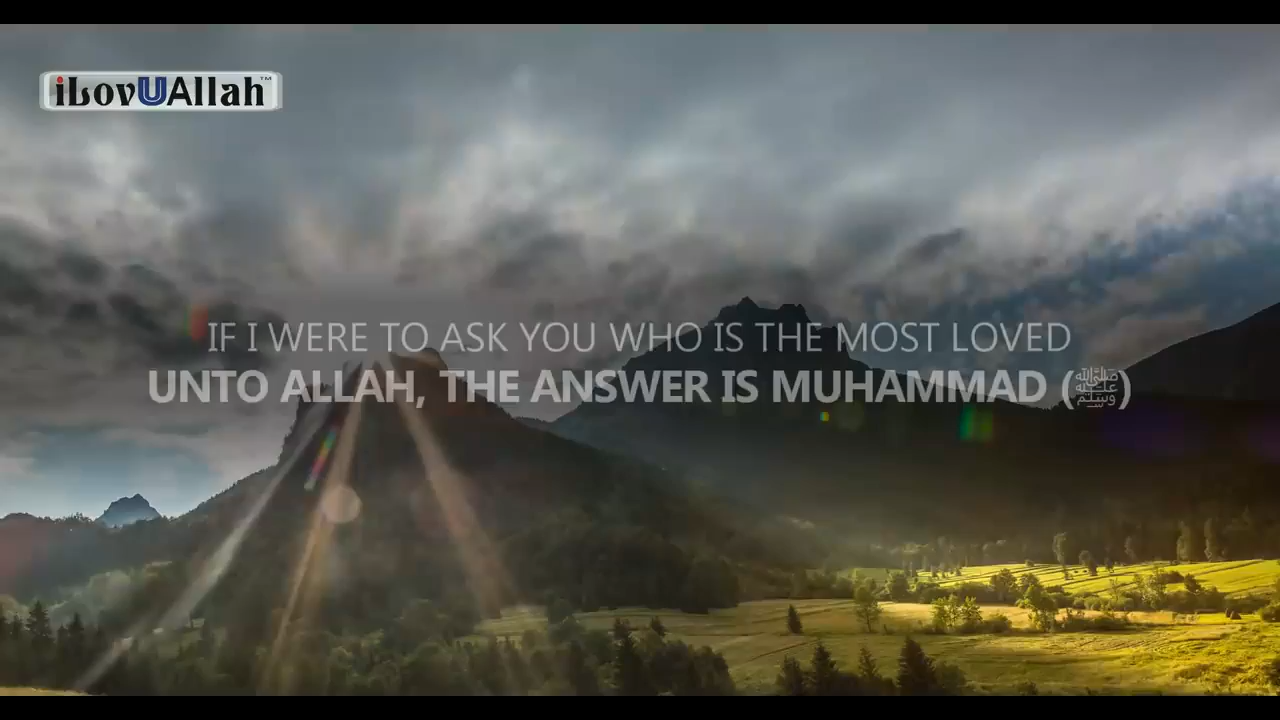 iLovUAllah™
IF I WERE TO ASK YOU WHO IS THE MOST LOVED
UNTO ALLAH, THE ANSWER IS MUHAMMAD (ﷺ)